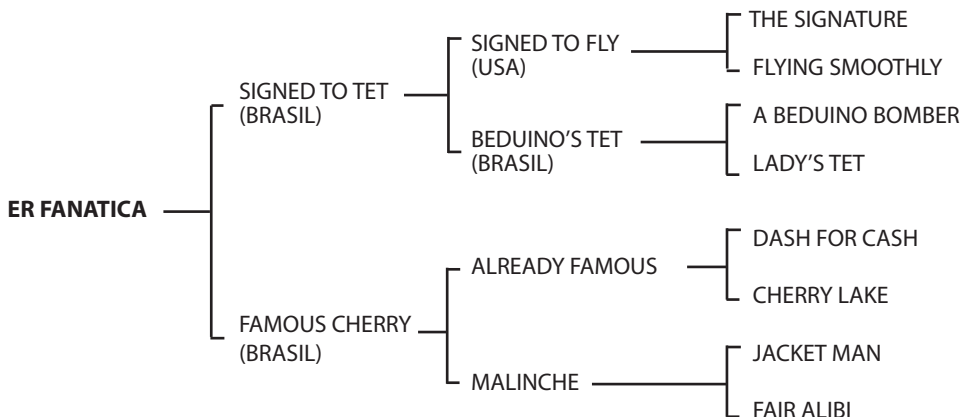 THE SIGNATURE
SIGNED TO FLY
(USA)
FLYING SMOOTHLY
SIGNED TO TET
(BRASIL)
A BEDUINO BOMBER
BEDUINO’S TET
(BRASIL)
LADY’S TET
ER FANATICA
DASH FOR CASH
ALREADY FAMOUS
CHERRY LAKE
FAMOUS CHERRY
(BRASIL)
JACKET MAN
MALINCHE
FAIR ALIBI